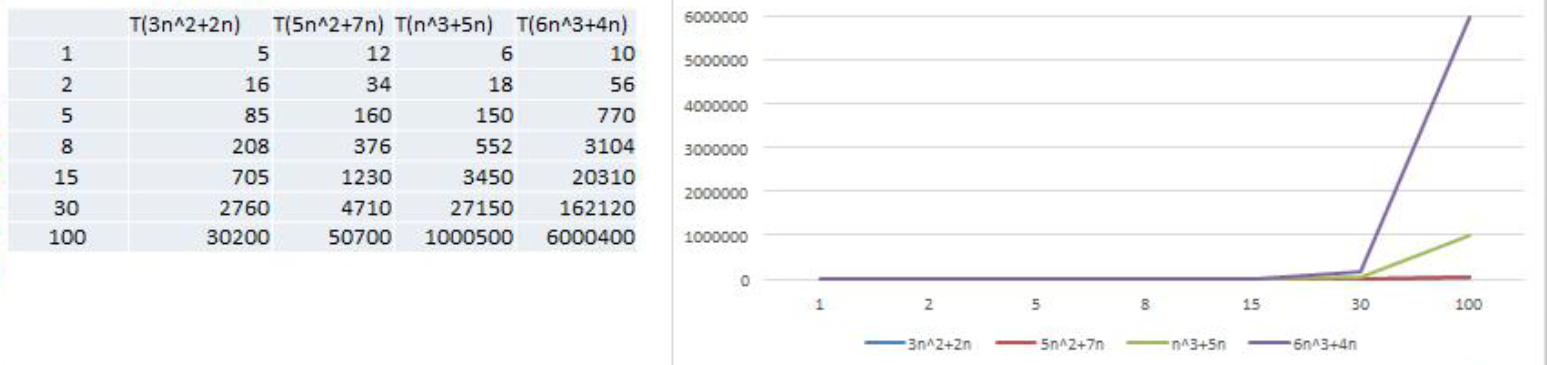 T(3n^2+2n) T(5n^2+7n) T(n^3+5n) T(6n^3+4n)
1 5 12 6 10
2 16 34 18 56
5 85 160 150 770
8 208 376 552 3104
15 705 1230 3450 20310
30 2760 4710 27150 162120
100 30200 50700 1000500 6000400
6000000
5000000
4000000
3000000
2000000
1000000
0
1 2 5 8 15 30 100
3n^2+2n 5n^2+7n n^3+5n 6n^3+4n